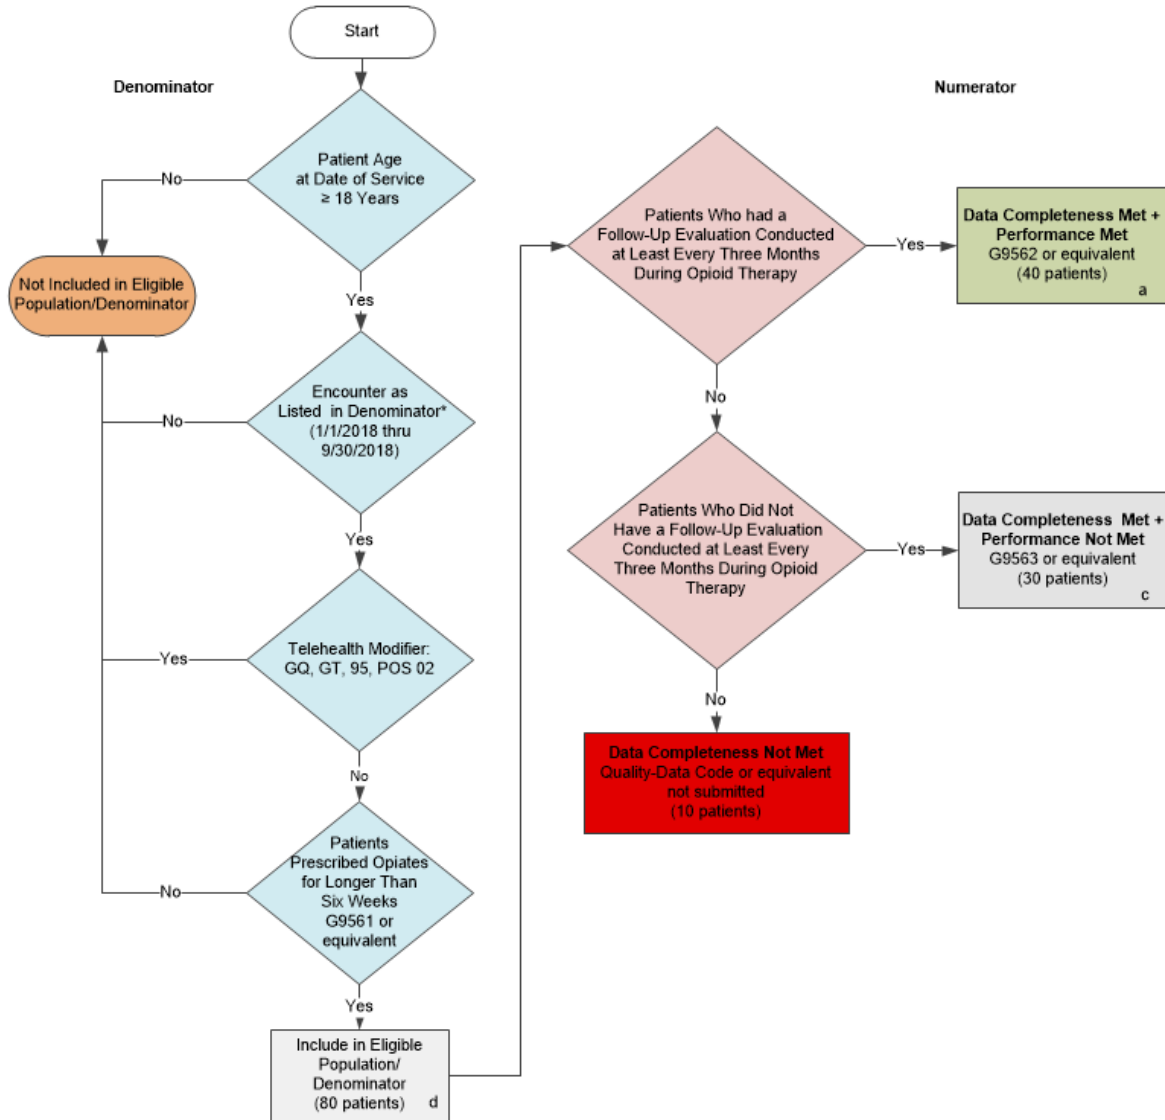 Start
Denominator
Numerator
Patient Age
at Date of Service
≥ 18 Years
No
Yes
Not Included in Eligible
Population/Denominator
Encounter as
Listed in Denominator*
(1/1/2018 thru
9/30/2018)
No
Yes
Telehealth Modifier:
GQ, GT, 95, POS 02
Yes
No
Patients
Prescribed Opiates
for Longer Than
Six Weeks
G9561 or
equivalent
No
Yes
Include in Eligible
Population/
Denominator
(80 patients) d
Patients Who had a
Follow-Up Evaluation Conducted
at Least Every Three Months
During Opioid Therapy
Yes
Data Completeness Met +
Performance Met
G9562 or equivalent
(40 patients)
a
No
Patients Who Did Not
Have a Follow-Up Evaluation
Conducted at Least Every
Three Months During Opioid
Therapy
Yes
Data Completeness Met +
Performance Not Met
G9563 or equivalent
(30 patients)
c
No
Data Completeness Not Met
Quality-Data Code or equivalent
not submitted
(10 patients)